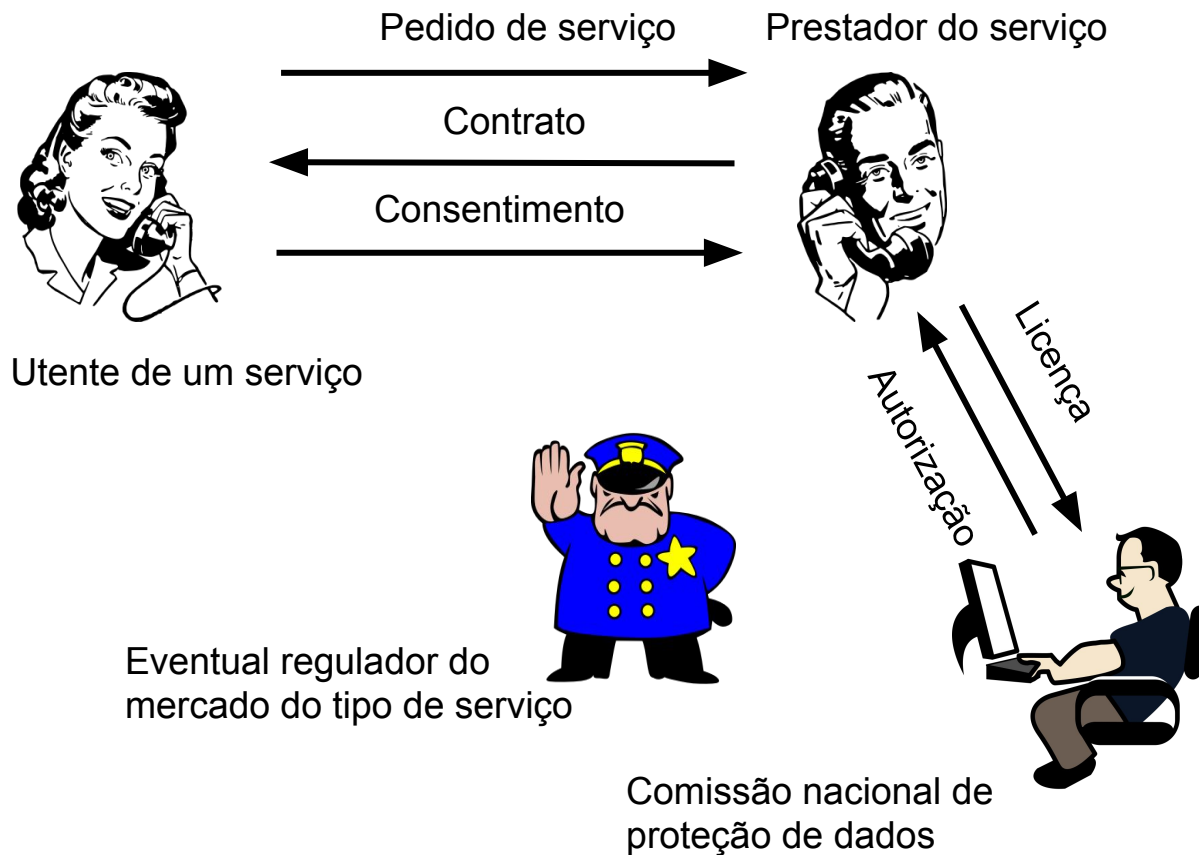 Pedido de serviço
Prestador do serviço
Contrato
Consentimento
Utente de um serviço
Licença
Autorização
Eventual regulador do
mercado do tipo de serviço
Comissão nacional de
proteção de dados